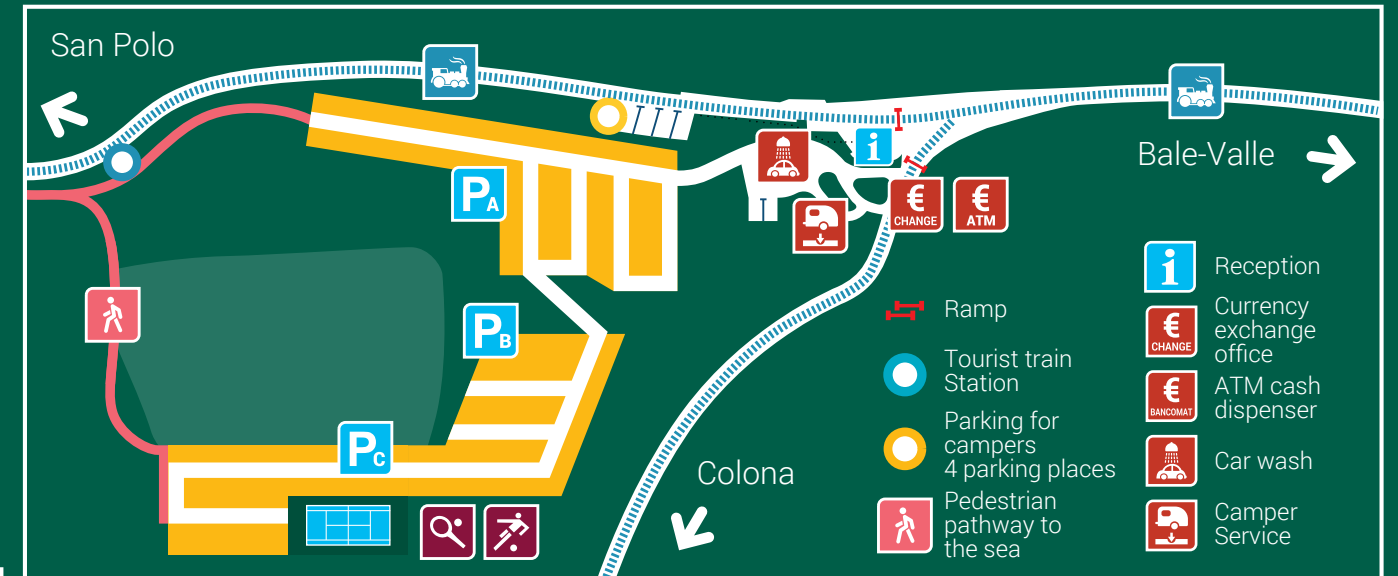 San Polo
Bale-Valle
P A
€
CHANGE
€
ATM
P B
P C
Colona
Ramp
Tourist train
Station
Parking for
campers
4 parking places
Pedestrian
pathway to
the sea
i
Reception
€
CHANGE
Currency
exchange
office
€
BANCOMAT
ATM cash
dispenser
Car wash
Camper
Service